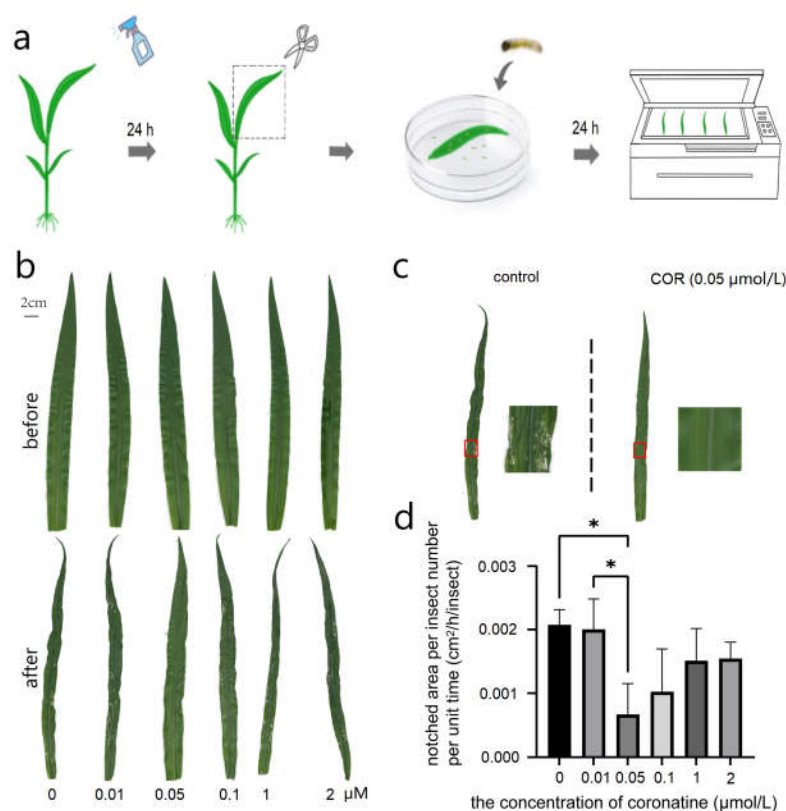 a
24 h
24 h
b
2cm
before
after
0 0.01 0.05 0.1 1 2 μM
c
control
COR (0.05 μmol/L)
d
notched area per insect number
per unit time (cm²/h/insect)
0.003
0.002
0.001
0.000
*
*
0 0.01 0.05 0.1 1 2
the concentration of coronatine (μmol/L)